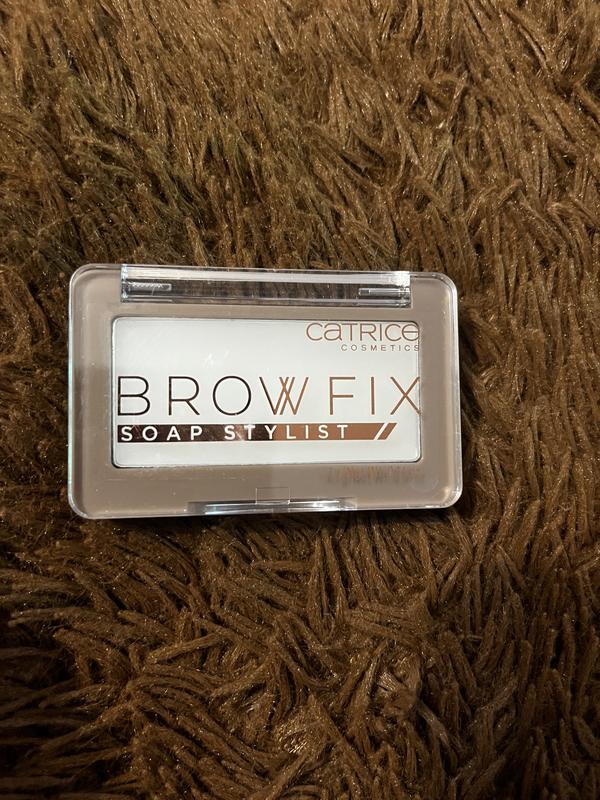 CATRICE
COSMETICS
BROW FIX
SOAP STYLIST